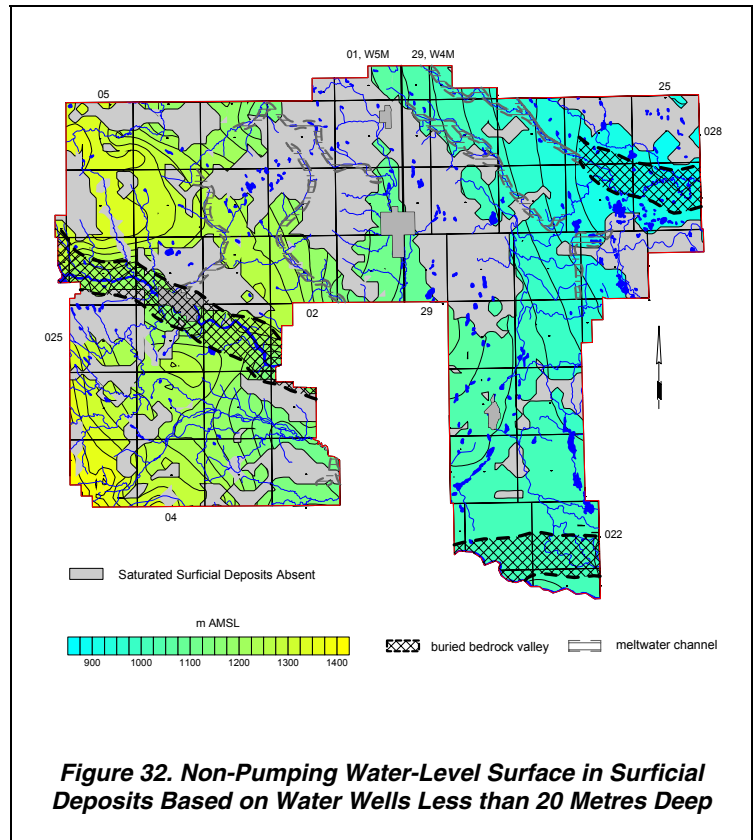 01, W5M 29, W4M
05
25
028
02
29
025
04
022
Saturated Surficial Deposits Absent
m AMSL
900 1000 1100 1200 1300 1400
buried bedrock valley
meltwater channel
Figure 32. Non-Pumping Water-Level Surface in Surficial
Deposits Based on Water Wells Less than 20 Metres Deep